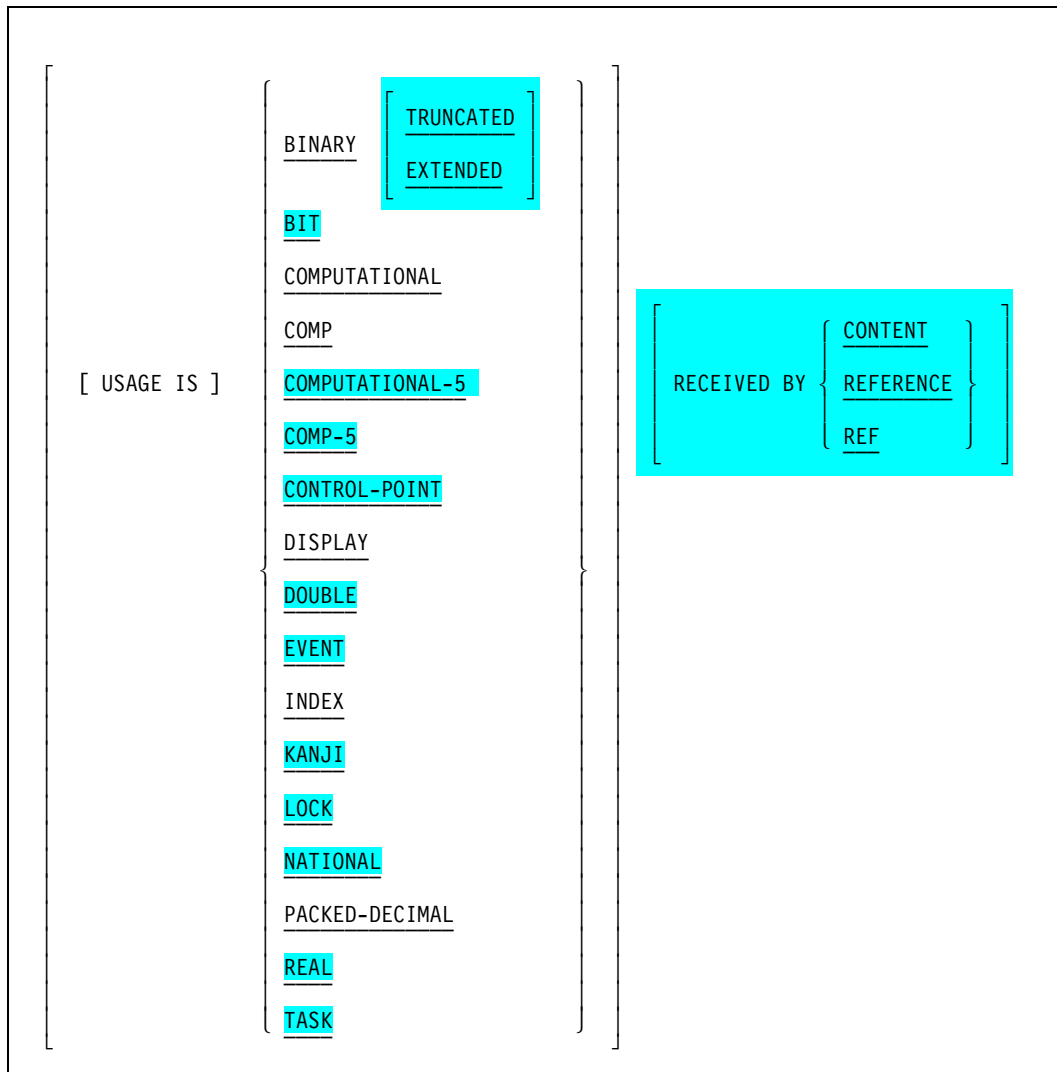 TRUNCATED
BINARY
EXTENDED
BIT
COMPUTATIONAL
COMP
CONTENT
[ USAGE IS ] COMPUTATIONAL-5 RECEIVED BY REFERENCE
COMP-5 REF
CONTROL-POINT
DISPLAY
DOUBLE
EVENT
INDEX
KANJI
LOCK
NATIONAL
PACKED-DECIMAL
REAL
TASK